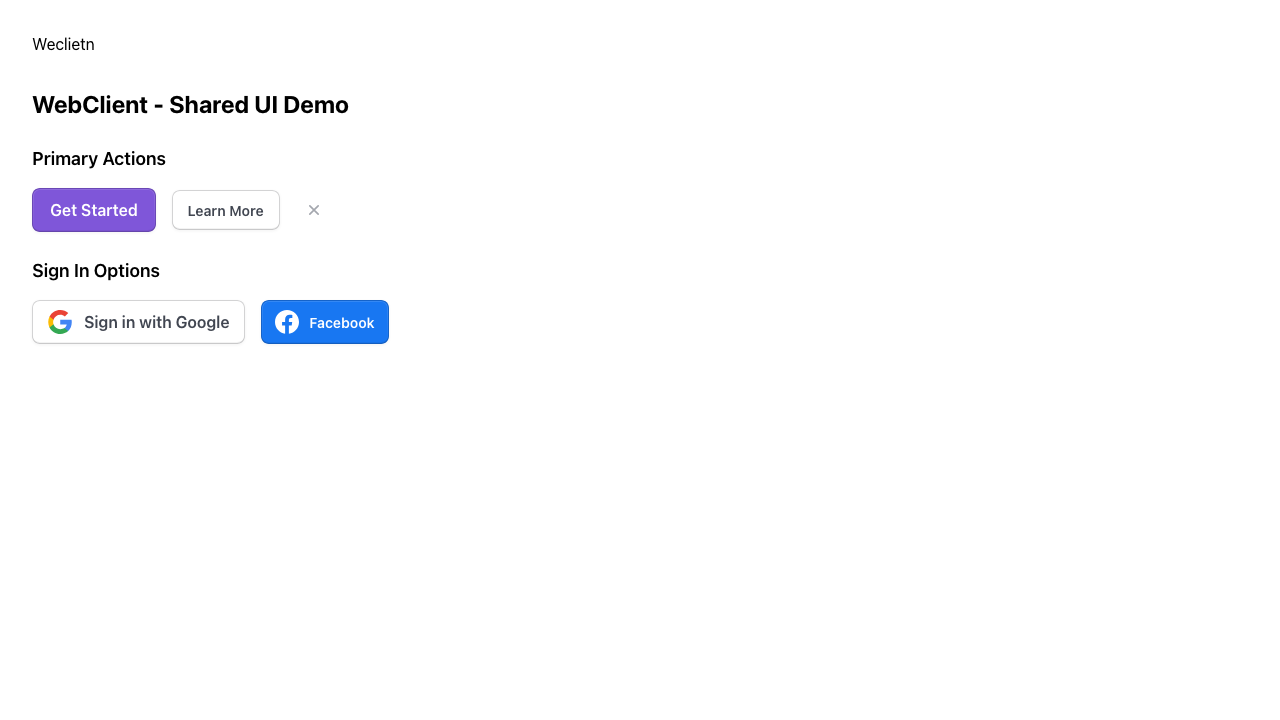 Weclietn
WebClient - Shared UI Demo
Primary Actions
Get Started
Learn More
Sign In Options
Sign in with Google
Facebook